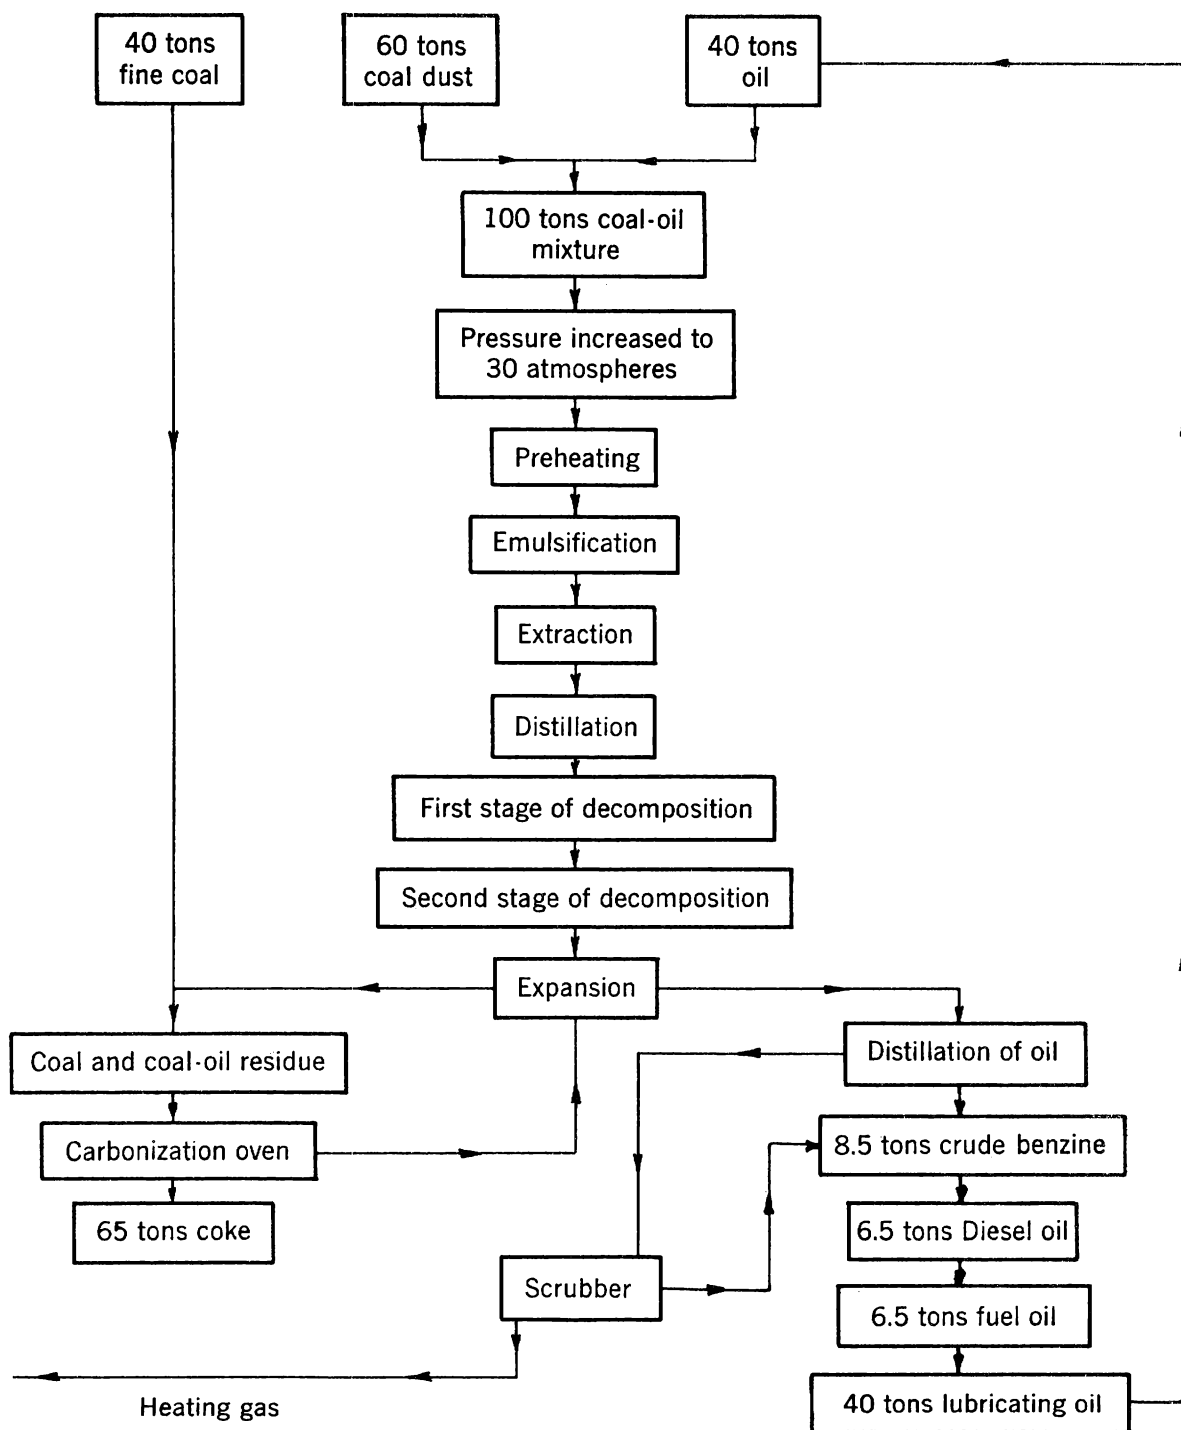 40 tons
fine coal
60 tons
coal dust
40 tons
oil
100 tons coal-oil
mixture
Pressure increased to
30 atmospheres
Preheating
Emulsification
Extraction
Distillation
First stage of decomposition
Second stage of decomposition
Expansion
Coal and coal-oil residue
Distillation of oil
Carbonization oven
8.5 tons crude benzine
65 tons coke
6.5 tons Diesel oil
Scrubber
6.5 tons fuel oil
Heating gas
40 tons lubricating oil